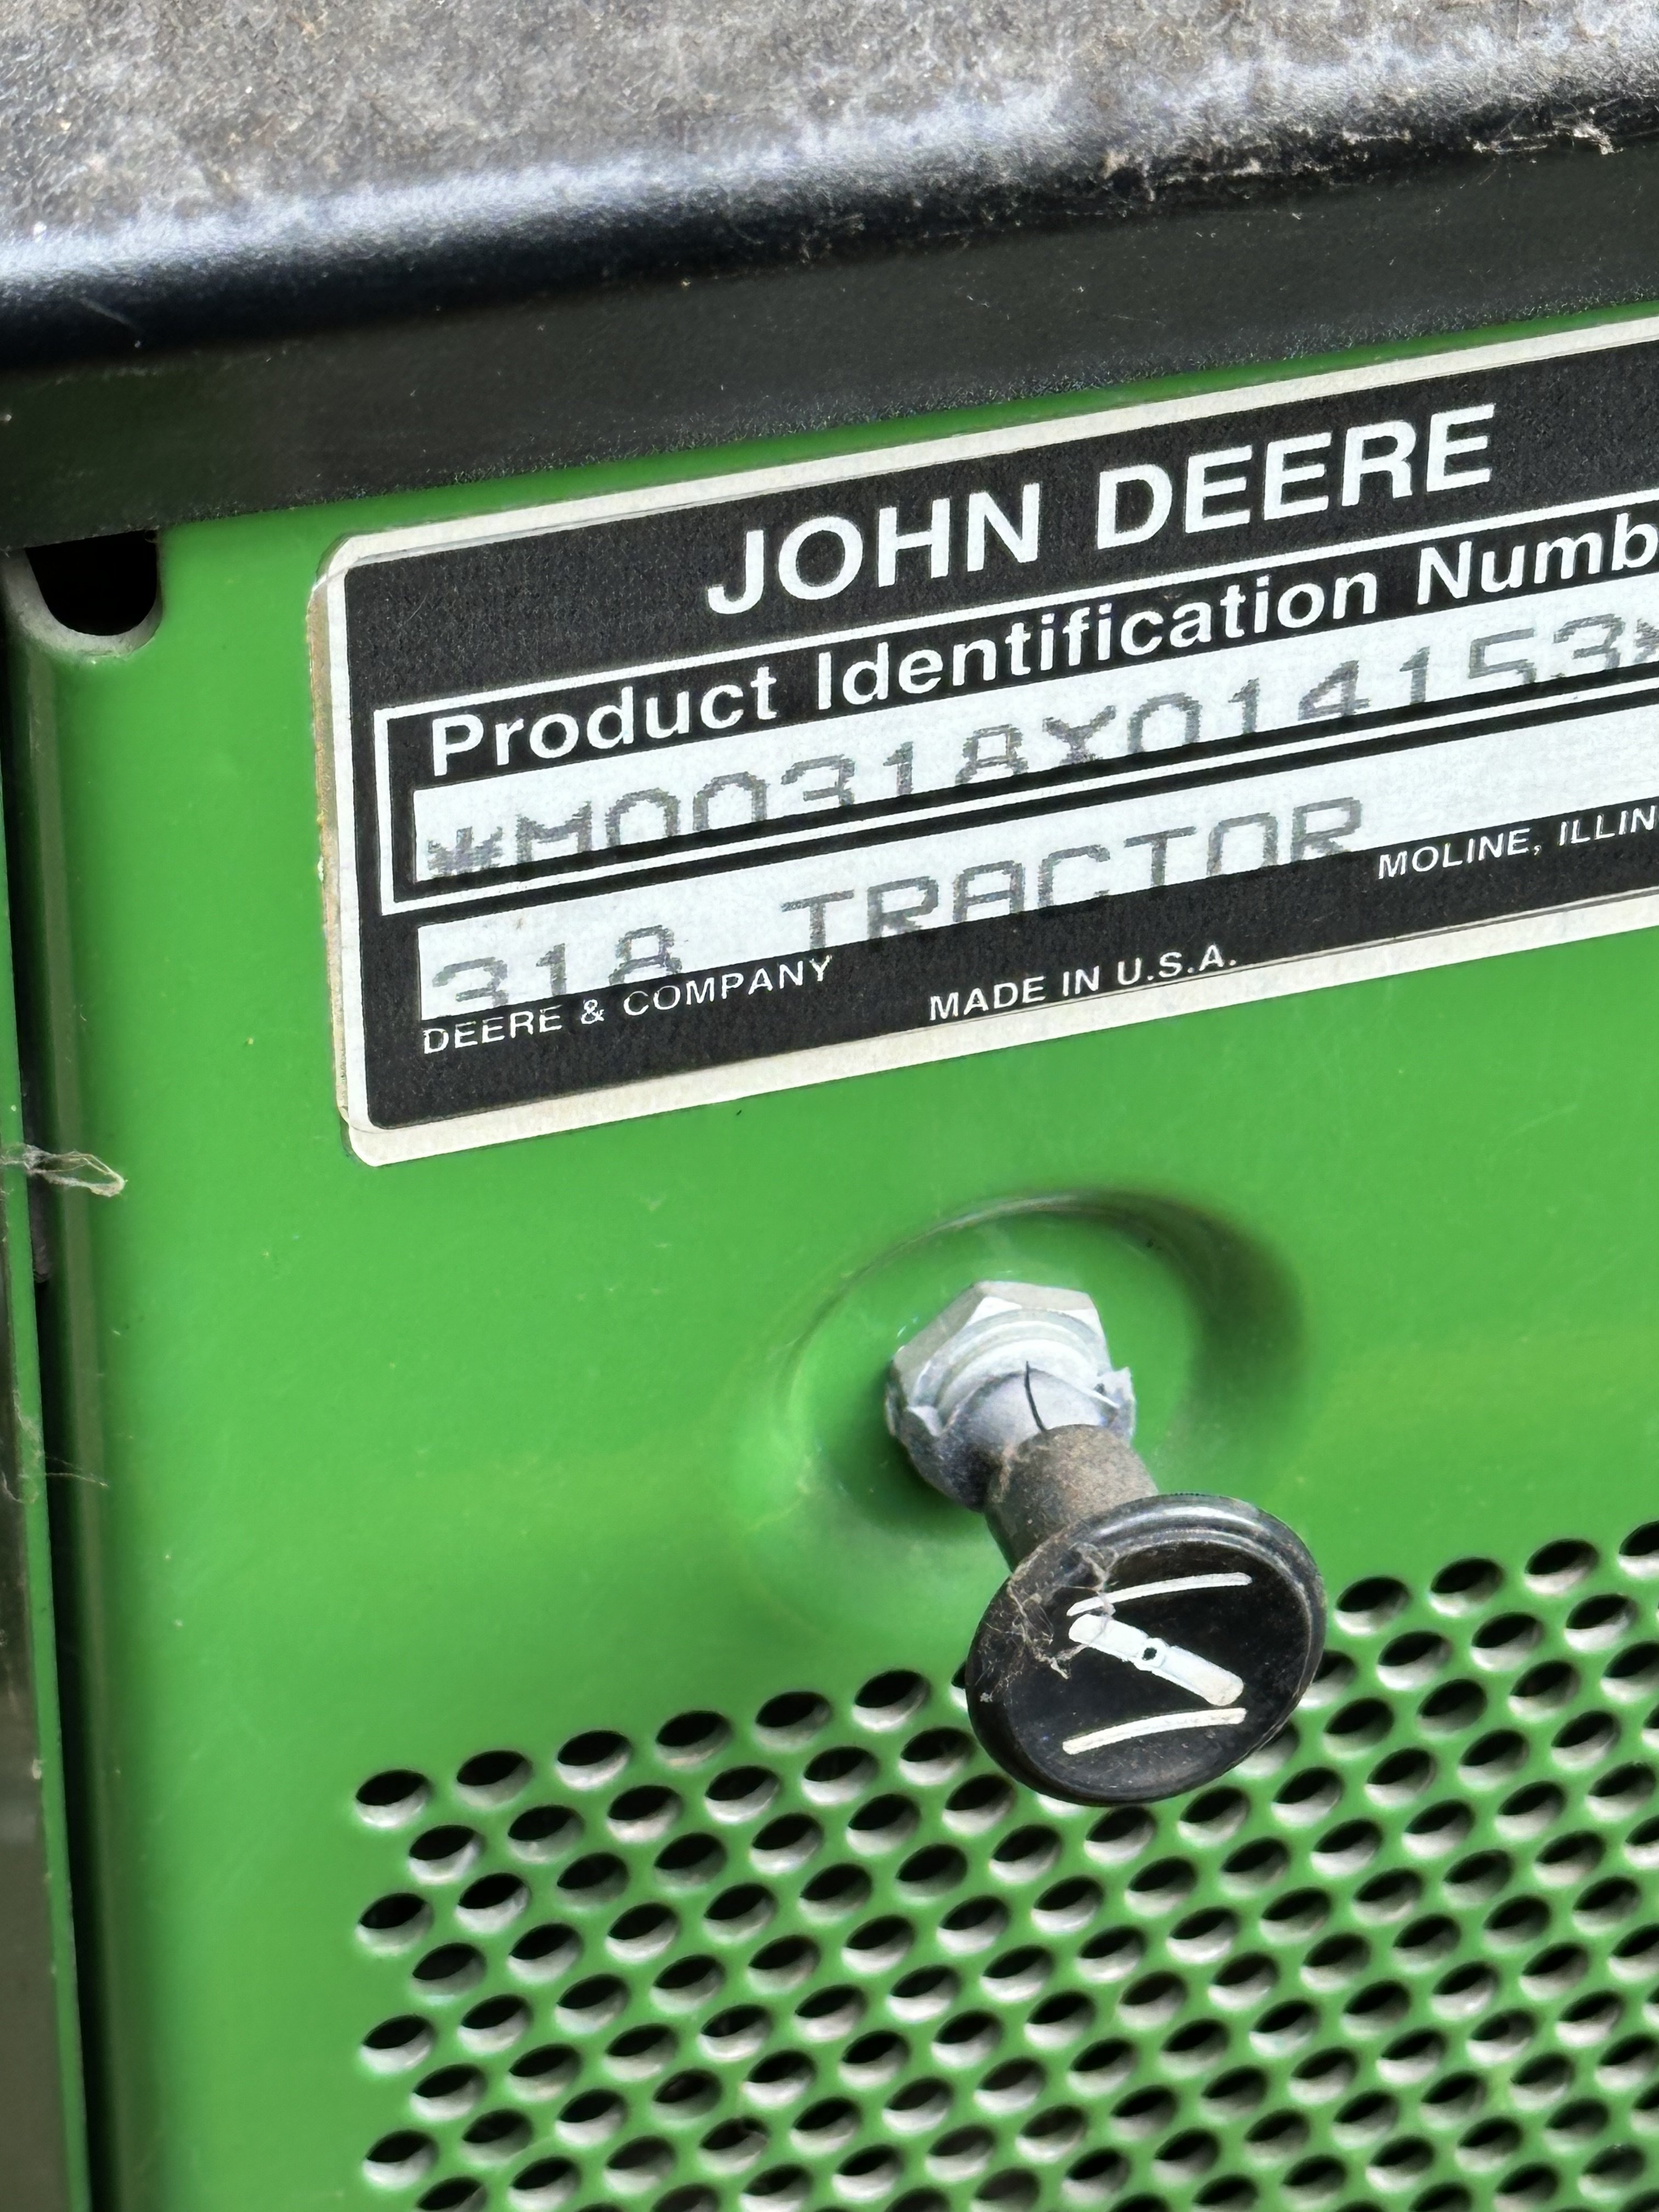 JOHN DEERE
Product Identification Numb
*M00318X014153*
318 TRACTOR
DEERE & COMPANY MADE IN U.S.A. MOLINE, ILLIN